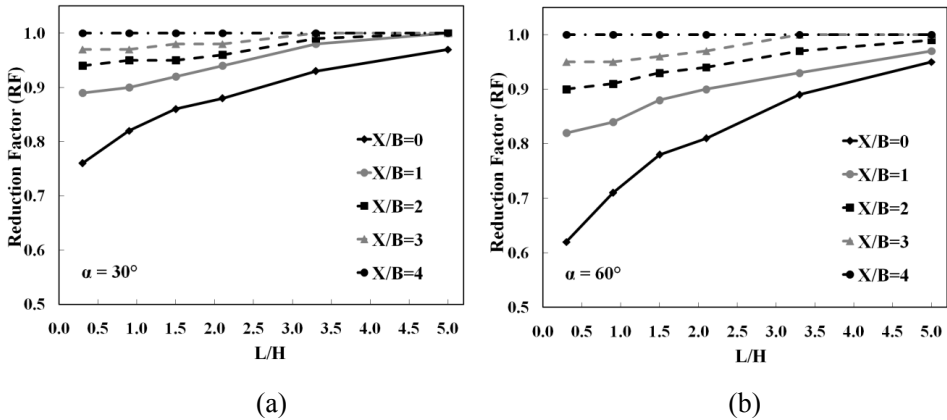 Reduction Factor (RF)
1.0
0.9
0.8
0.7
0.6
0.5
X/B=0
X/B=1
X/B=2
X/B=3
X/B=4
α = 30°
0.0 0.5 1.0 1.5 2.0 2.5 3.0 3.5 4.0 4.5 5.0
L/H
(a)
Reduction Factor (RF)
1.0
0.9
0.8
0.7
0.6
0.5
X/B=0
X/B=1
X/B=2
X/B=3
X/B=4
α = 60°
0.0 0.5 1.0 1.5 2.0 2.5 3.0 3.5 4.0 4.5 5.0
L/H
(b)